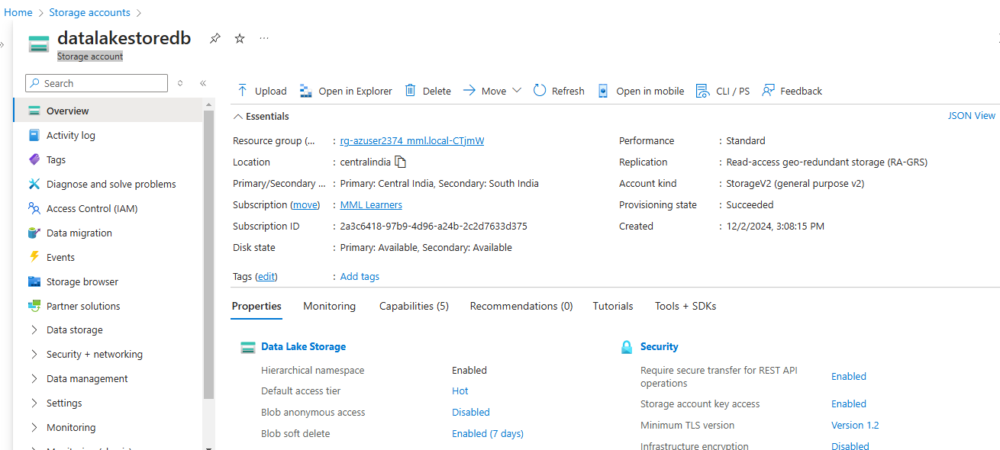 Home > Storage accounts >
datalakestoredb
Storage account
Search
Overview
Activity log
Tags
Diagnose and solve problems
Access Control (IAM)
Data migration
Events
Storage browser
Partner solutions
Data storage
Security + networking
Data management
Settings
Monitoring
Upload Open in Explorer Delete Move Refresh Open in mobile CLI / PS Feedback
Essentials
JSON View
Resource group (... : rg-azuser2374_mml.local-CTjmW
Location : centralindia
Primary/Secondary ... : Primary: Central India, Secondary: South India
Subscription (move) : MML Learners
Subscription ID : 2a3c6418-97b9-4d96-a24b-2c2d7633d375
Disk state : Primary: Available, Secondary: Available
Tags (edit) : Add tags
Performance : Standard
Replication : Read-access geo-redundant storage (RA-GRS)
Account kind : StorageV2 (general purpose v2)
Provisioning state : Succeeded
Created : 12/2/2024, 3:08:15 PM
Properties Monitoring Capabilities (5) Recommendations (0) Tutorials Tools + SDKs
Data Lake Storage
Hierarchical namespace Enabled
Default access tier Hot
Blob anonymous access Disabled
Blob soft delete Enabled (7 days)
Security
Require secure transfer for REST API
operations Enabled
Storage account key access Enabled
Minimum TLS version Version 1.2
Infrastructure encryption Disabled